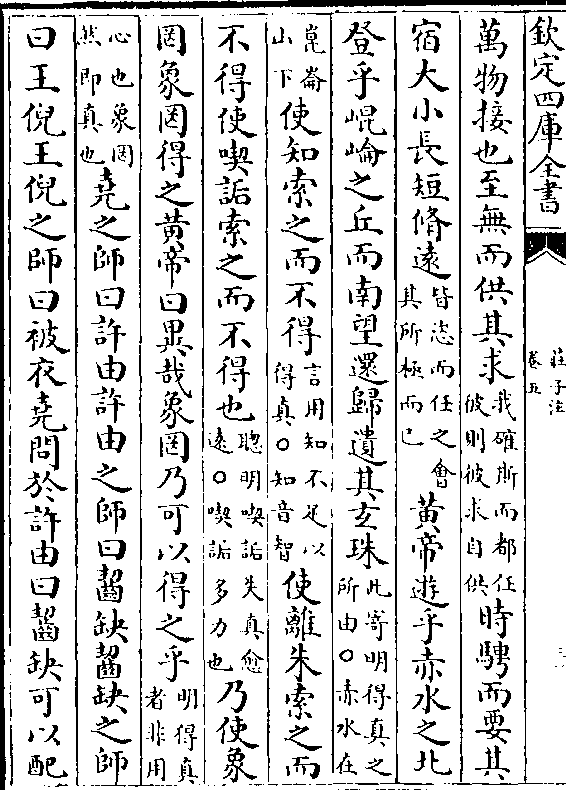 欽定四庫全書
莊子注
卷五
萬物接也至無而供其求我確斯而都任彼則彼求自供時騁而要其
宿大小長短脩遠皆恣而任之會其所極而已黄帝遊乎赤水之北
登乎崐崘之丘而南望還歸遺其玄珠此寄明得真之所由○赤水在
崑崙山下使知索之而不得言用知不足以得真○知音智使離朱索之而
不得使喫詬索之而不得也聰明喫詬失真愈逺○喫詬多力也乃使象
罔象罔得之黄帝曰異哉象罔乃可以得之乎明得真者非用
心也象罔然即真也堯之師曰許由許由之師曰齧缺齧缺之師
曰王倪王倪之師曰被衣堯問於許由曰齧缺可以配